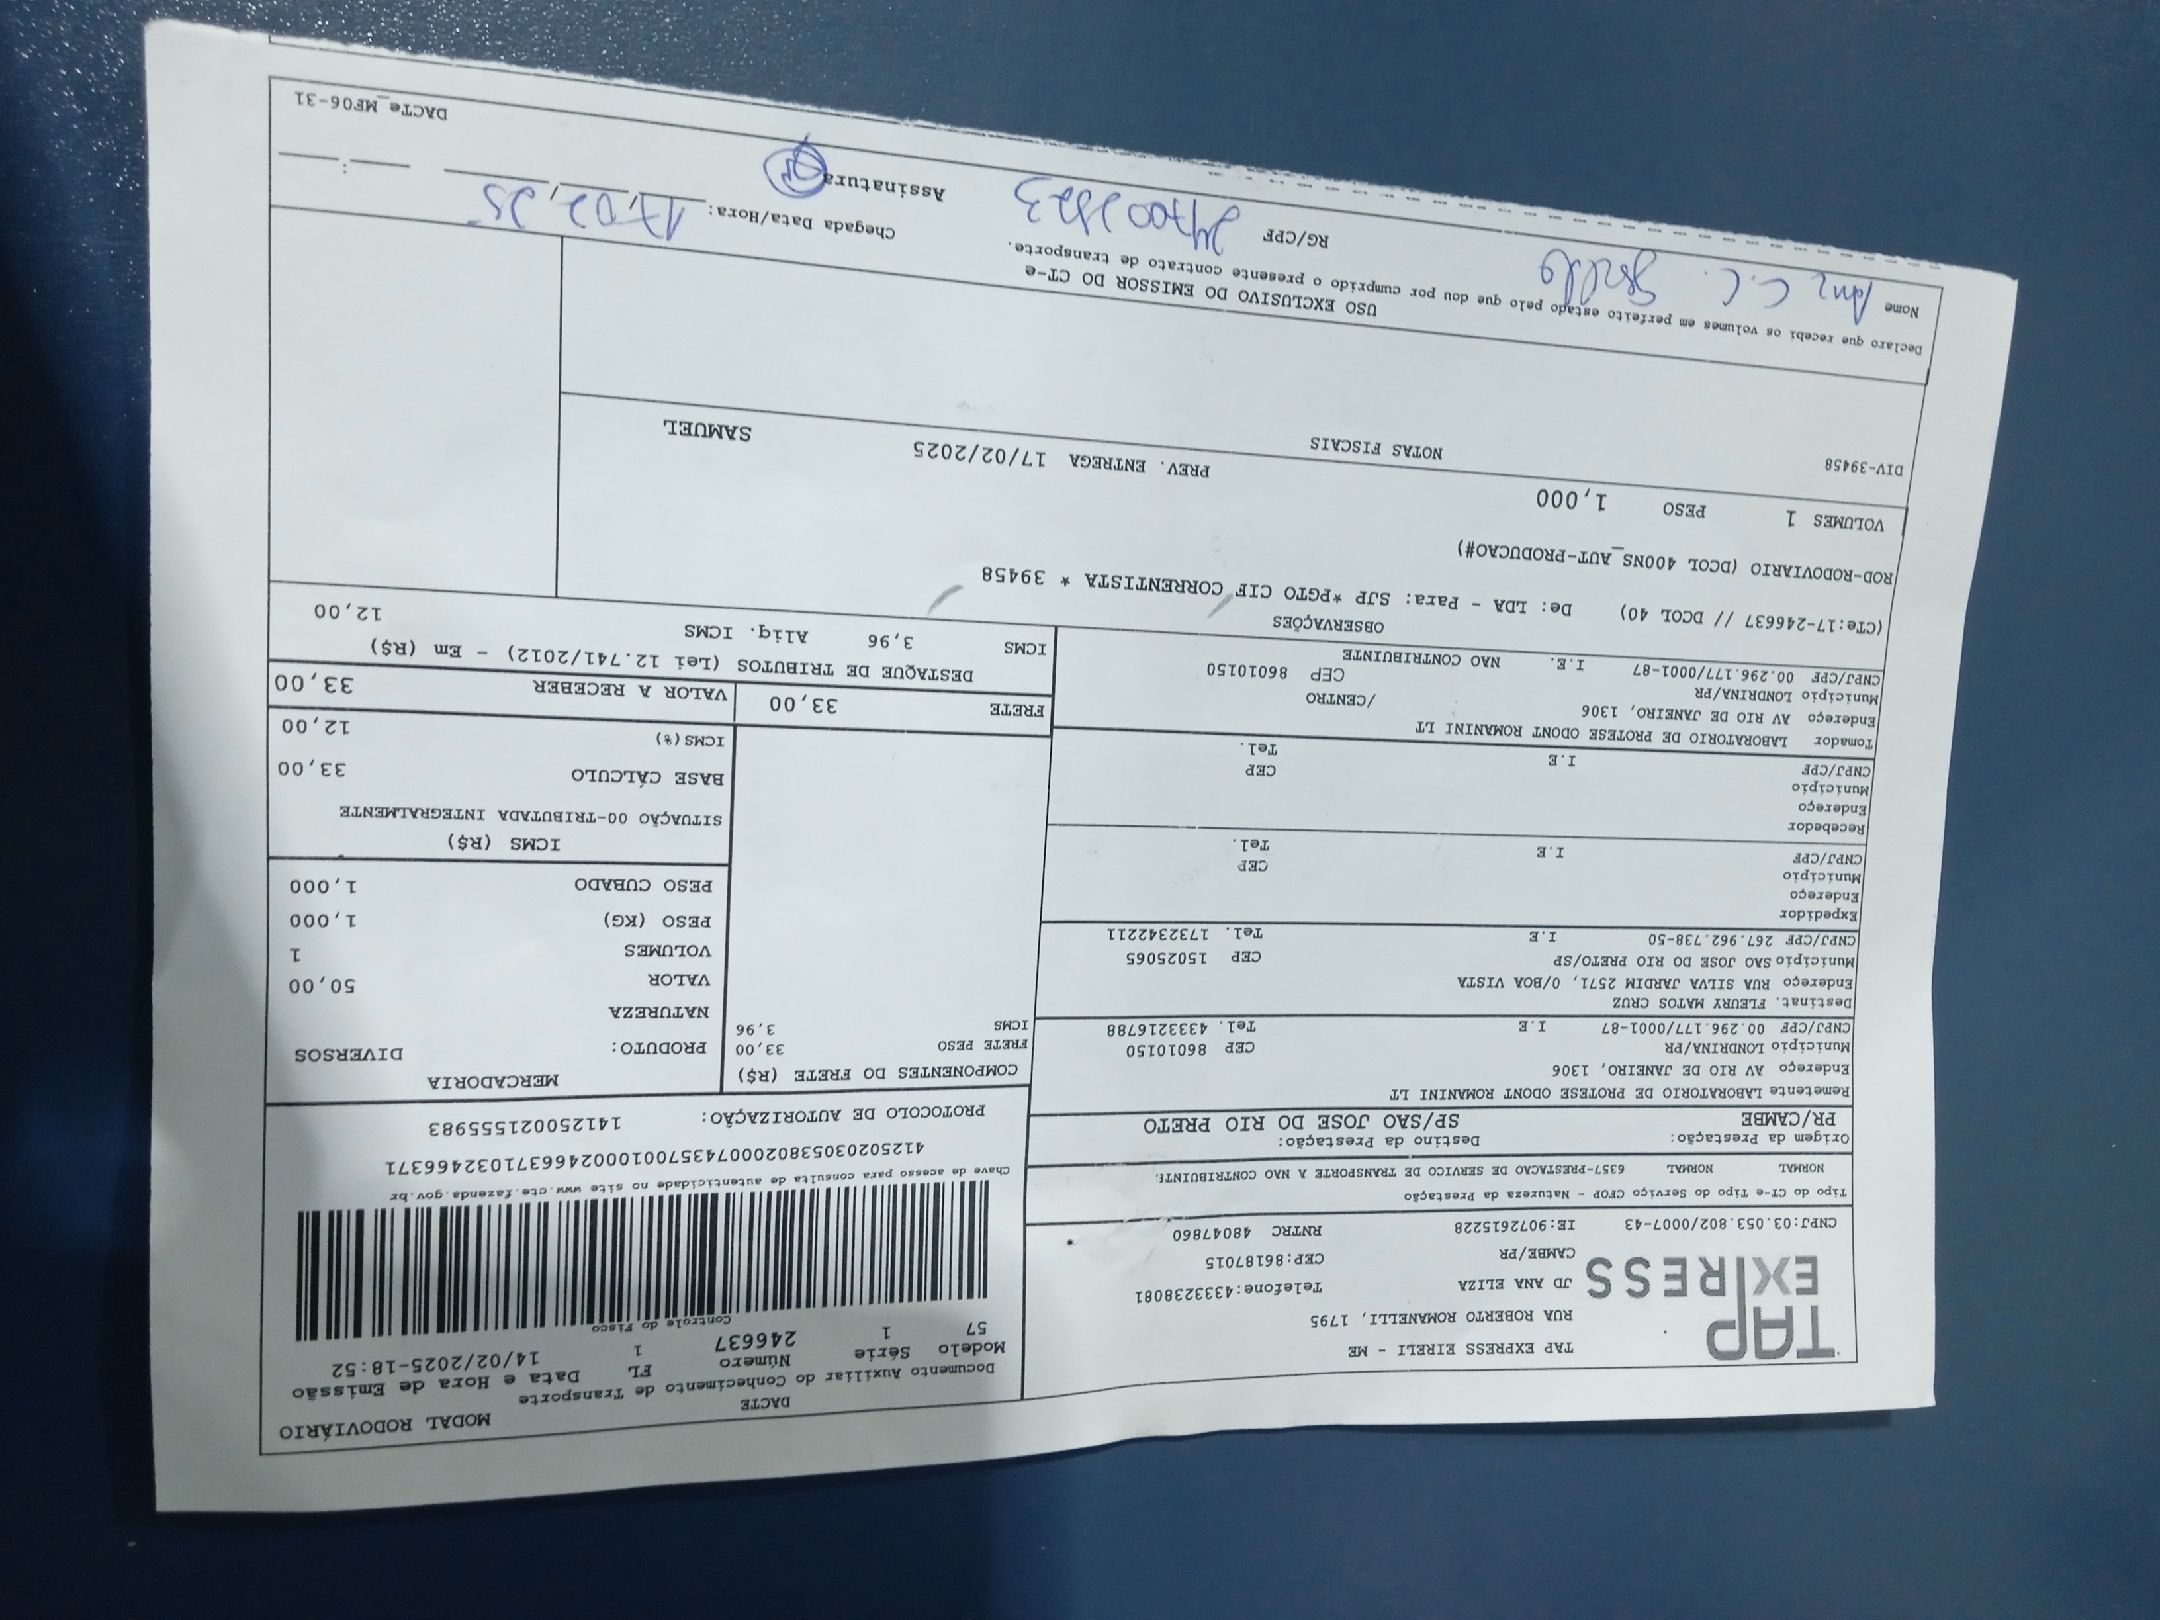 TAP
EXPRESS
TAP EXPRESS EIRELI - ME
RUA ROBERTO ROMANELLI, 1795
JD ANA ELIZA Telefone:4333238081
CAMBE/PR CEP:86187015
CNPJ:03.053.802/0007-43 IE:9072615228 RNTRC 48047860
DACTE MODAL RODOVIÁRIO
Documento Auxiliar do Conhecimento de Transporte
Modelo Série Número FL Data e Hora de Emissão
57 1 246637 1 14/02/2025-18:52
Controle do Fisco
Chave de acesso para consulta de autenticidade no site www.cte.fazenda.gov.br
41250203053802000743570010002466371032466371
PROTOCOLO DE AUTORIZAÇÃO: 141250021555983
Tipo do CT-e Tipo do Serviço CFOP - Natureza da Prestação
NORMAL NORMAL 6357-PRESTACAO DE SERVICO DE TRANSPORTE A NAO CONTRIBUINTE.
Origem da Prestação: Destino da Prestação:
PR/CAMBE SP/SAO JOSE DO RIO PRETO
Remetente LABORATORIO DE PROTESE ODONT ROMANINI LT
Endereço AV RIO DE JANEIRO, 1306
Município LONDRINA/PR CEP 86010150
CNPJ/CPF 00.296.177/0001-87 I.E Tel. 4333216788
Destinat. FLEURY MATOS CRUZ
Endereço RUA SILVA JARDIM 2571, 0/BOA VISTA
Município SAO JOSE DO RIO PRETO/SP CEP 15025065
CNPJ/CPF 267.962.738-50 I.E Tel. 1732342211
Expedidor
Endereço
Município CEP
CNPJ/CPF I.E Tel.
Recebedor
Endereço
Município CEP
CNPJ/CPF I.E Tel.
Tomador LABORATORIO DE PROTESE ODONT ROMANINI LT
Endereço AV RIO DE JANEIRO, 1306 /CENTRO
Município LONDRINA/PR CEP 86010150
CNPJ/CPF 00.296.177/0001-87 I.E. NAO CONTRIBUINTE
COMPONENTES DO FRETE (R$)
FRETE PESO 33,00
ICMS 3,96
MERCADORIA
PRODUTO: DIVERSOS
NATUREZA
VALOR 50,00
VOLUMES 1
PESO (KG) 1,000
PESO CUBADO 1,000
ICMS (R$)
SITUAÇÃO 00-TRIBUTADA INTEGRALMENTE
BASE CÁLCULO 33,00
ICMS(%) 12,00
FRETE 33,00 VALOR A RECEBER 33,00
DESTAQUE DE TRIBUTOS (Lei 12.741/2012) - Em (R$)
ICMS 3,96 Aliq. ICMS 12,00
OBSERVAÇÕES
(CTe:17-246637 // DCOL 40) De: LDA - Para: SJP *PGTO CIF CORRENTISTA * 39458
ROD-RODOVIARIO (DCOL 400NS_AUT-PRODUCAO#)
VOLUMES 1 PESO 1,000 PREV. ENTREGA 17/02/2025 SAMUEL
NOTAS FISCAIS
DIV-39458
USO EXCLUSIVO DO EMISSOR DO CT-e
Declaro que recebi os volumes em perfeito estado pelo que dou por cumprido o presente contrato de transporte.
Chegada Data/Hora: 17/02/25 :
Nome C.C. RG/CPF Assinatura
DACTe_MF06-31